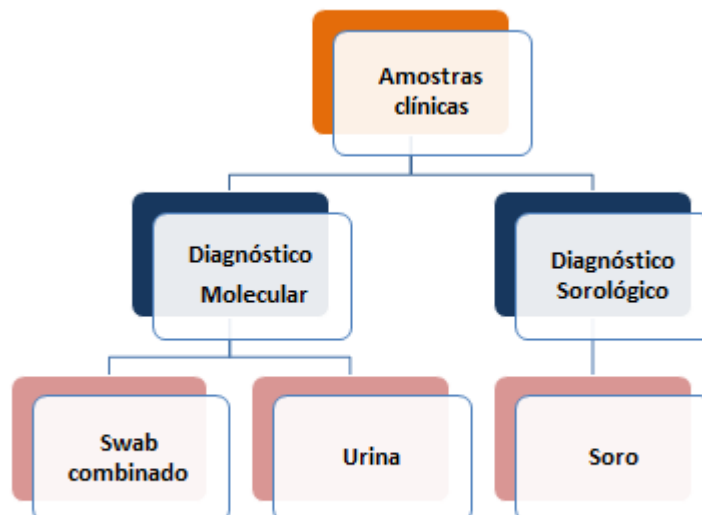 Amostras
clínicas
Diagnóstico
Molecular
Diagnóstico
Sorológico
Swab
combinado
Urina
Soro